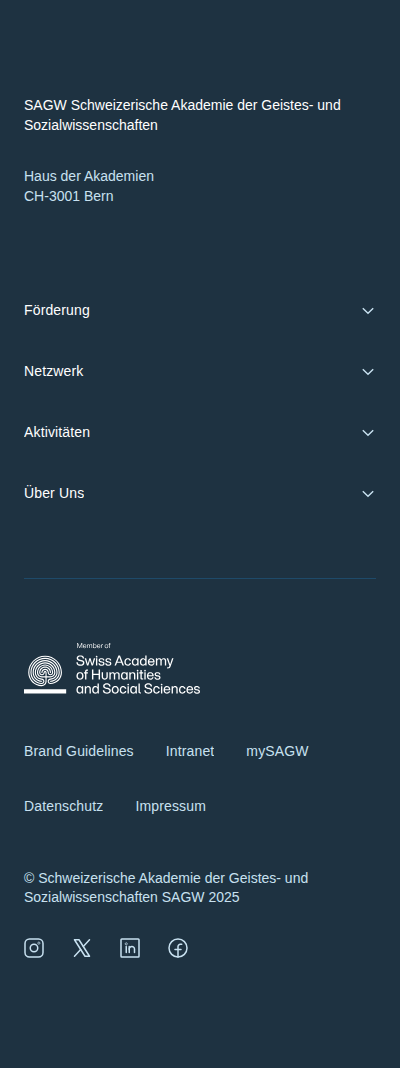 SAGW Schweizerische Akademie der Geistes- und
Sozialwissenschaften
Haus der Akademien
CH-3001 Bern
Förderung
Netzwerk
Aktivitäten
Über Uns
Member of
Swiss Academy
of Humanities
and Social Sciences
Brand Guidelines Intranet mySAGW
Datenschutz Impressum
© Schweizerische Akademie der Geistes- und
Sozialwissenschaften SAGW 2025